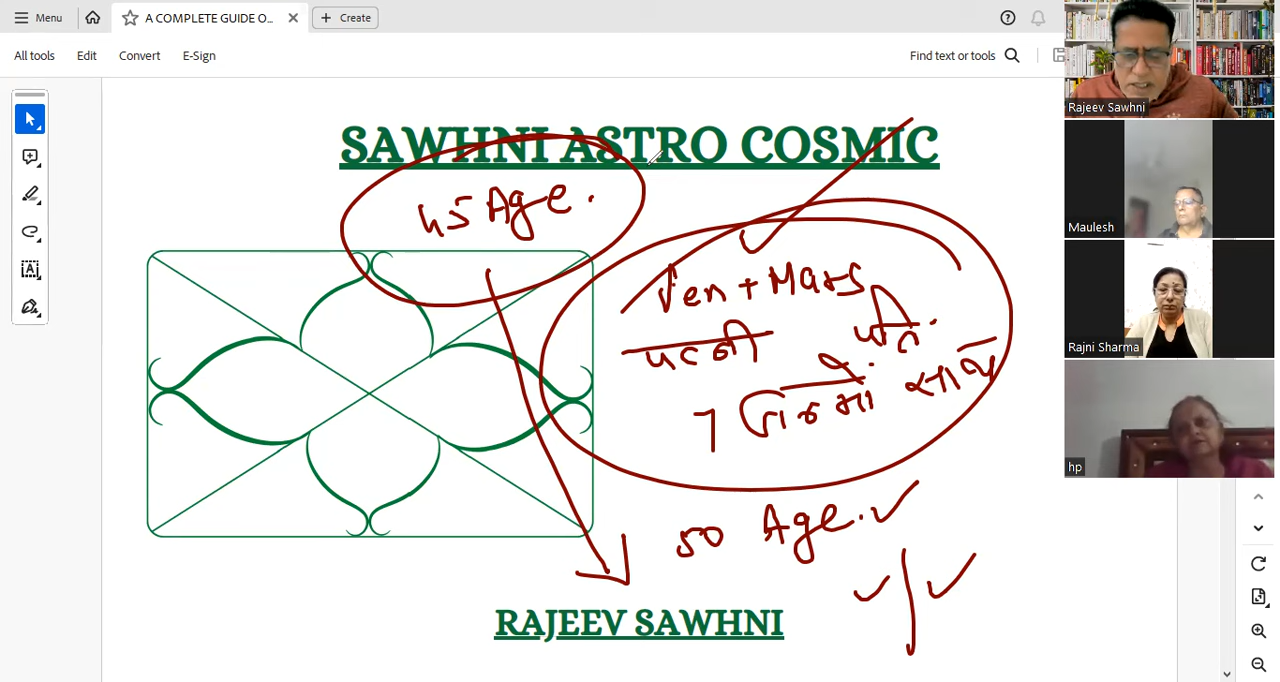 Menu
A COMPLETE GUIDE O...
Create
All tools
Edit
Convert
E-Sign
Find text or tools
SAWHNI ASTRO COSMIC
45 Age.
Ven + Mars
पत्नी पति.
7
50 Age.
RAJEEV SAWHNI
Rajeev Sawhni
Maulesh
Rajni Sharma
hp